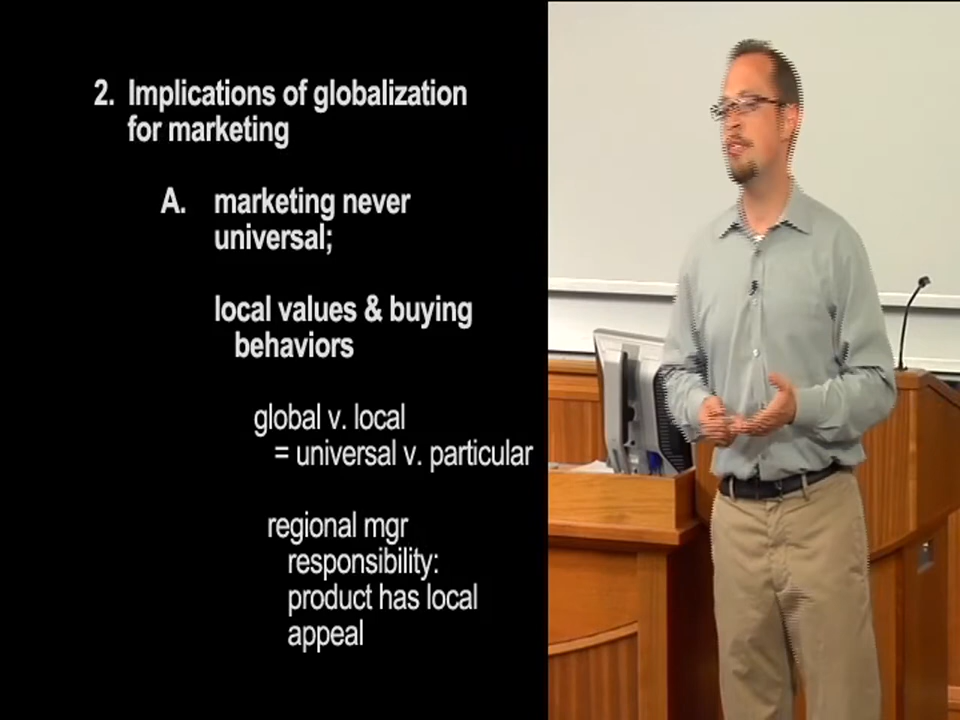 2. Implications of globalization
for marketing
A. marketing never
universal;
local values & buying
behaviors
global v. local
= universal v. particular
regional mgr
responsibility:
product has local
appeal